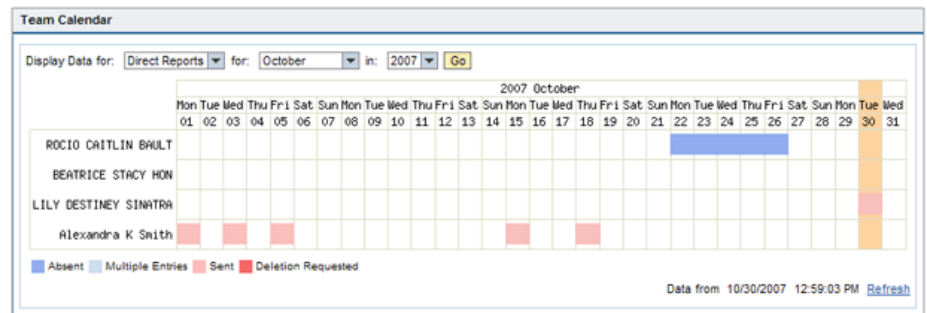 Team Calendar
Display Data for: Direct Reports for: October in: 2007 Go
2007 October
Mon Tue Wed Thu Fri Sat Sun Mon Tue Wed Thu Fri Sat Sun Mon Tue Wed Thu Fri Sat Sun Mon Tue Wed Thu Fri Sat Sun Mon Tue Wed
01 02 03 04 05 06 07 08 09 10 11 12 13 14 15 16 17 18 19 20 21 22 23 24 25 26 27 28 29 30 31
ROCIO CAITLIN BAULT
BEATRICE STACY HON
LILY DESTINEY SINATRA
Alexandra K Smith
Absent Multiple Entries Sent Deletion Requested
Data from 10/30/2007 12:59:03 PM Refresh